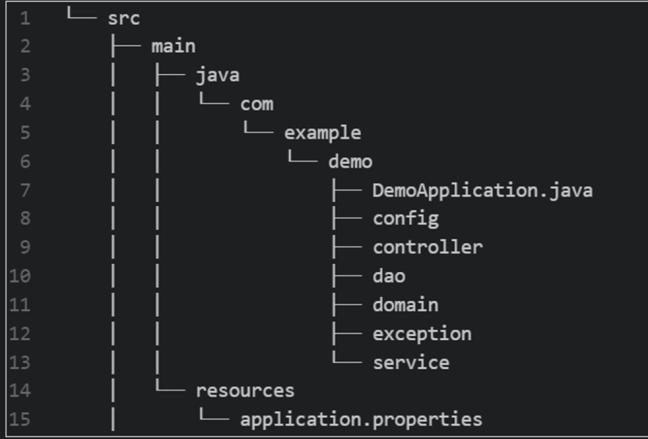 1 └── src
2 ├── main
3 │ ├── java
4 │ │ └── com
5 │ │ └── example
6 │ │ └── demo
7 │ │ ├── DemoApplication.java
8 │ │ ├── config
9 │ │ ├── controller
10 │ │ ├── dao
11 │ │ ├── domain
12 │ │ ├── exception
13 │ │ └── service
14 │ └── resources
15 │ └── application.properties